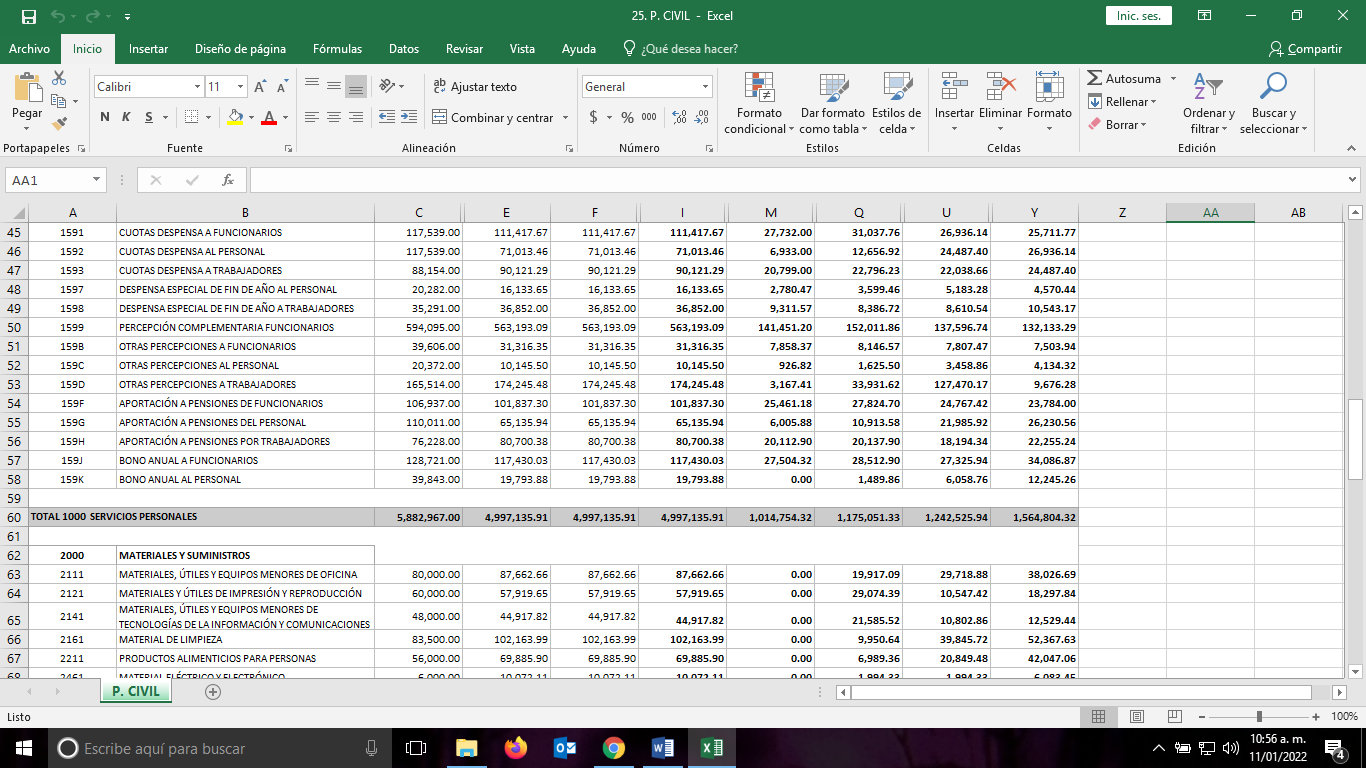 25. P. CIVIL - Excel
Inic. ses.
Archivo Inicio Insertar Diseño de página Fórmulas Datos Revisar Vista Ayuda ¿Qué desea hacer? Compartir
Pegar
Portapapeles
Calibri 11
N K S
Fuente
Ajustar texto
Combinar y centrar
Alineación
General
$ % 000
Número
Formato condicional
Dar formato como tabla
Estilos de celda
Estilos
Insertar Eliminar Formato
Celdas
Autosuma
Rellenar
Borrar
Ordenar y filtrar
Buscar y seleccionar
Edición
AA1
fx
A B C E F I M Q U Y Z AA AB
45 1591 CUOTAS DESPENSA A FUNCIONARIOS 117,539.00 111,417.67 111,417.67 111,417.67 27,732.00 31,037.76 26,936.14 25,711.77
46 1592 CUOTAS DESPENSA AL PERSONAL 117,539.00 71,013.46 71,013.46 71,013.46 6,933.00 12,656.92 24,487.40 26,936.14
47 1593 CUOTAS DESPENSA A TRABAJADORES 88,154.00 90,121.29 90,121.29 90,121.29 20,799.00 22,796.23 22,038.66 24,487.40
48 1597 DESPENSA ESPECIAL DE FIN DE AÑO AL PERSONAL 20,282.00 16,133.65 16,133.65 16,133.65 2,780.47 3,599.46 5,183.28 4,570.44
49 1598 DESPENSA ESPECIAL DE FIN DE AÑO A TRABAJADORES 35,291.00 36,852.00 36,852.00 36,852.00 9,311.57 8,386.72 8,610.54 10,543.17
50 1599 PERCEPCIÓN COMPLEMENTARIA FUNCIONARIOS 594,095.00 563,193.09 563,193.09 563,193.09 141,451.20 152,011.86 137,596.74 132,133.29
51 159B OTRAS PERCEPCIONES A FUNCIONARIOS 39,606.00 31,316.35 31,316.35 31,316.35 7,858.37 8,146.57 7,807.47 7,503.94
52 159C OTRAS PERCEPCIONES AL PERSONAL 20,372.00 10,145.50 10,145.50 10,145.50 926.82 1,625.50 3,458.86 4,134.32
53 159D OTRAS PERCEPCIONES A TRABAJADORES 165,514.00 174,245.48 174,245.48 174,245.48 3,167.41 33,931.62 127,470.17 9,676.28
54 159F APORTACIÓN A PENSIONES DE FUNCIONARIOS 106,937.00 101,837.30 101,837.30 101,837.30 25,461.18 27,824.70 24,767.42 23,784.00
55 159G APORTACIÓN A PENSIONES DEL PERSONAL 110,011.00 65,135.94 65,135.94 65,135.94 6,005.88 10,913.58 21,985.92 26,230.56
56 159H APORTACIÓN A PENSIONES POR TRABAJADORES 76,228.00 80,700.38 80,700.38 80,700.38 20,112.90 20,137.90 18,194.34 22,255.24
57 159J BONO ANUAL A FUNCIONARIOS 128,721.00 117,430.03 117,430.03 117,430.03 27,504.32 28,512.90 27,325.94 34,086.87
58 159K BONO ANUAL AL PERSONAL 39,843.00 19,793.88 19,793.88 19,793.88 0.00 1,489.86 6,058.76 12,245.26
59
60 TOTAL 1000 SERVICIOS PERSONALES 5,882,967.00 4,997,135.91 4,997,135.91 4,997,135.91 1,014,754.32 1,175,051.33 1,242,525.94 1,564,804.32
61
62 2000 MATERIALES Y SUMINISTROS
63 2111 MATERIALES, ÚTILES Y EQUIPOS MENORES DE OFICINA 80,000.00 87,662.66 87,662.66 87,662.66 0.00 19,917.09 29,718.88 38,026.69
64 2121 MATERIALES Y ÚTILES DE IMPRESIÓN Y REPRODUCCIÓN 60,000.00 57,919.65 57,919.65 57,919.65 0.00 29,074.39 10,547.42 18,297.84
65 2141 MATERIALES, ÚTILES Y EQUIPOS MENORES DE
TECNOLOGÍAS DE LA INFORMACIÓN Y COMUNICACIONES 48,000.00 44,917.82 44,917.82 44,917.82 0.00 21,585.52 10,802.86 12,529.44
66 2161 MATERIAL DE LIMPIEZA 83,500.00 102,163.99 102,163.99 102,163.99 0.00 9,950.64 39,845.72 52,367.63
67 2211 PRODUCTOS ALIMENTICIOS PARA PERSONAS 56,000.00 69,885.90 69,885.90 69,885.90 0.00 6,989.36 20,849.48 42,047.06
68 2461 MATERIAL ELÉCTRICO Y ELECTRÓNICO 6,000.00 10,072.11 10,072.11 10,072.11 0.00 1,994.33 1,994.33 6,083.45
P. CIVIL
Listo
100%
Escribe aquí para buscar
10:56 a. m.
11/01/2022
4